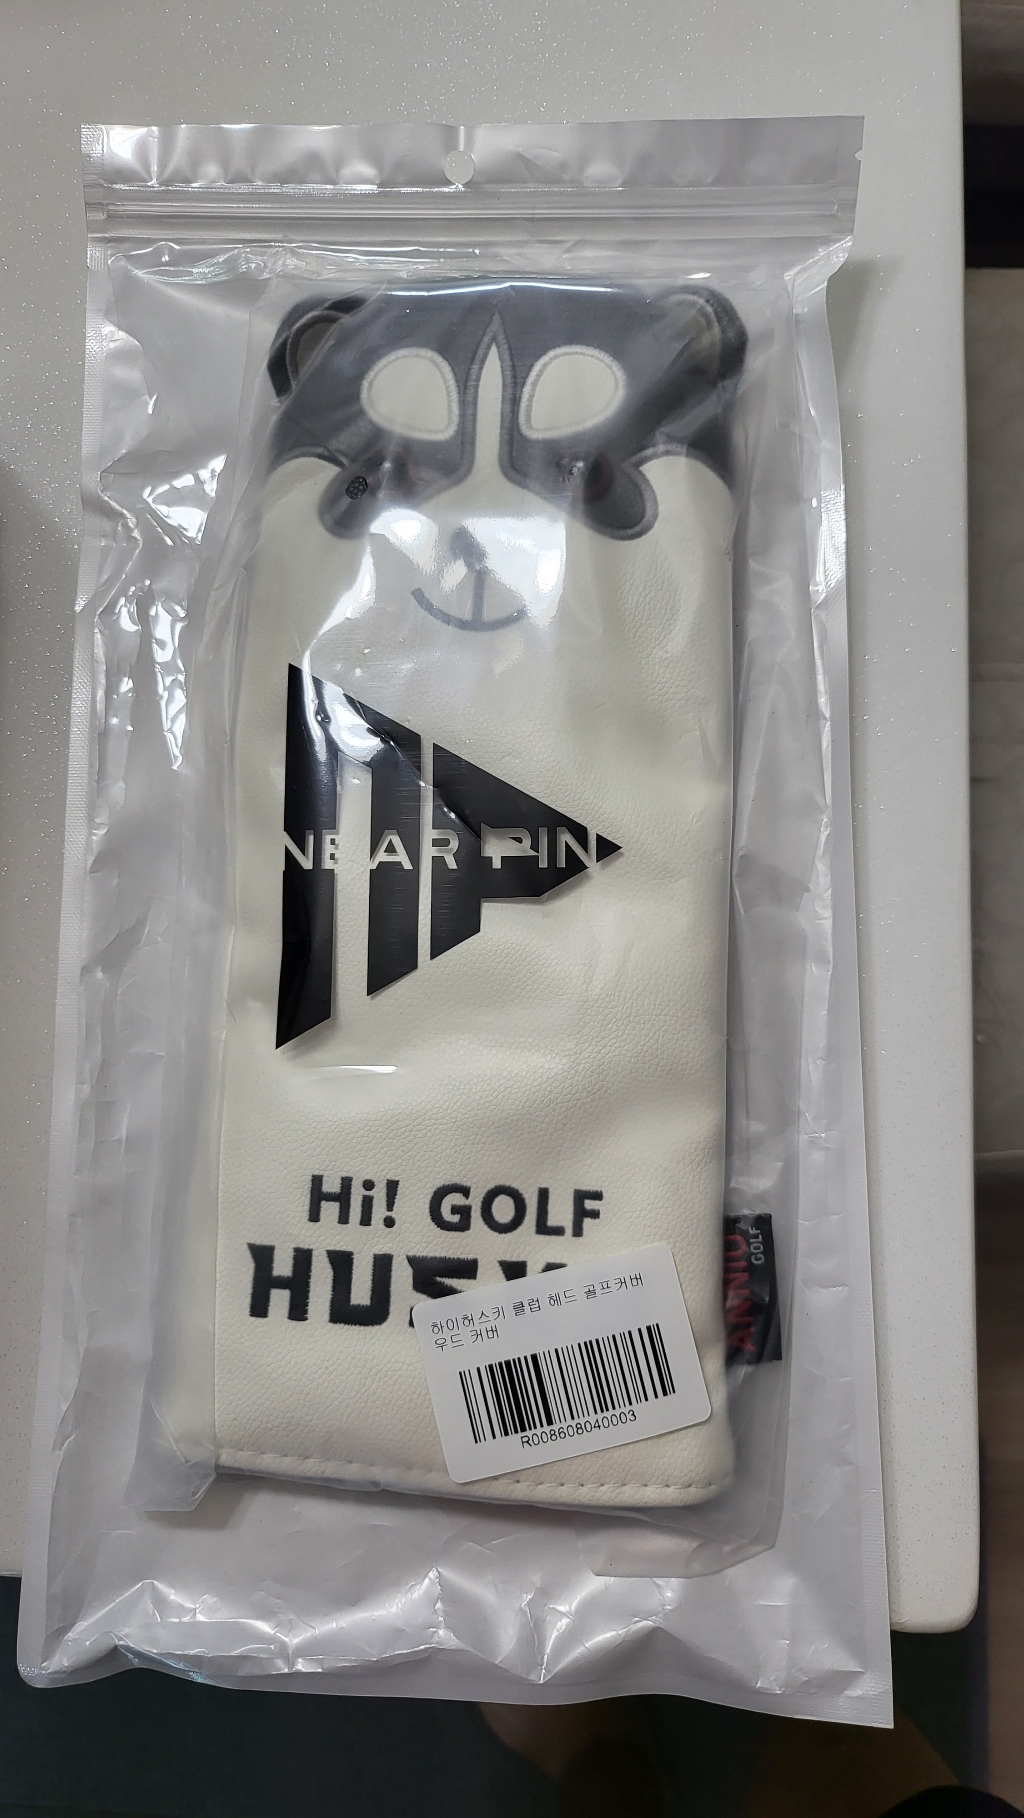 NEAR PIN
Hi! GOLF
하이허스키 클럽 헤드 골프커버
우드 커버
R008608040003
ANNIU
GOLF